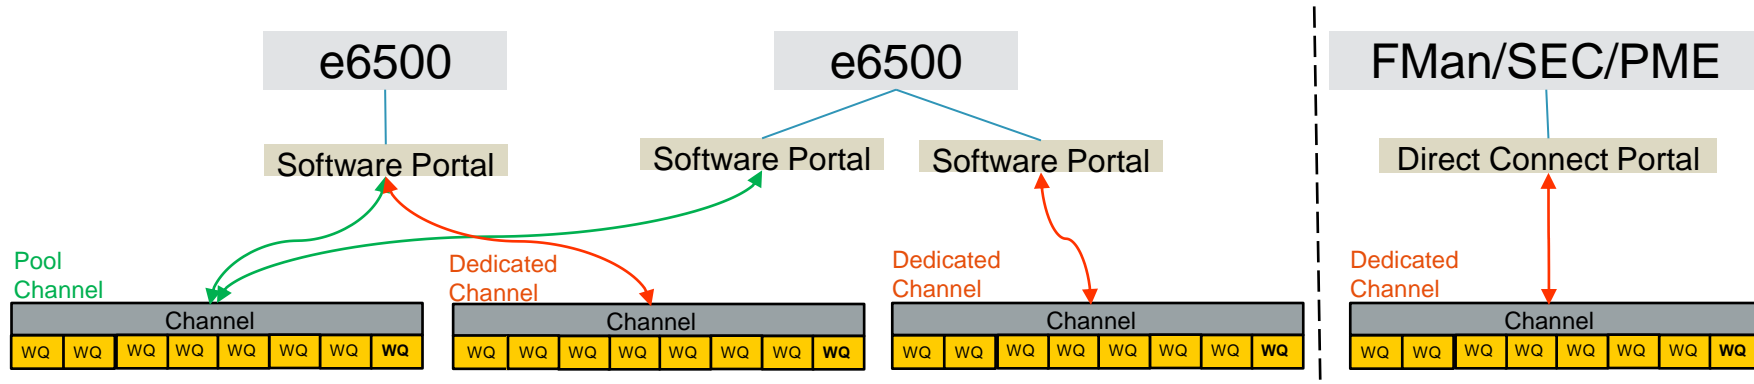 e6500
e6500
FMan/SEC/PME
Software Portal
Software Portal
Software Portal
Direct Connect Portal
Pool
Channel
Dedicated
Channel
Dedicated
Channel
Dedicated
Channel
Channel
Channel
Channel
Channel
WQ WQ WQ WQ WQ WQ WQ WQ
WQ WQ WQ WQ WQ WQ WQ WQ
WQ WQ WQ WQ WQ WQ WQ WQ
WQ WQ WQ WQ WQ WQ WQ WQ